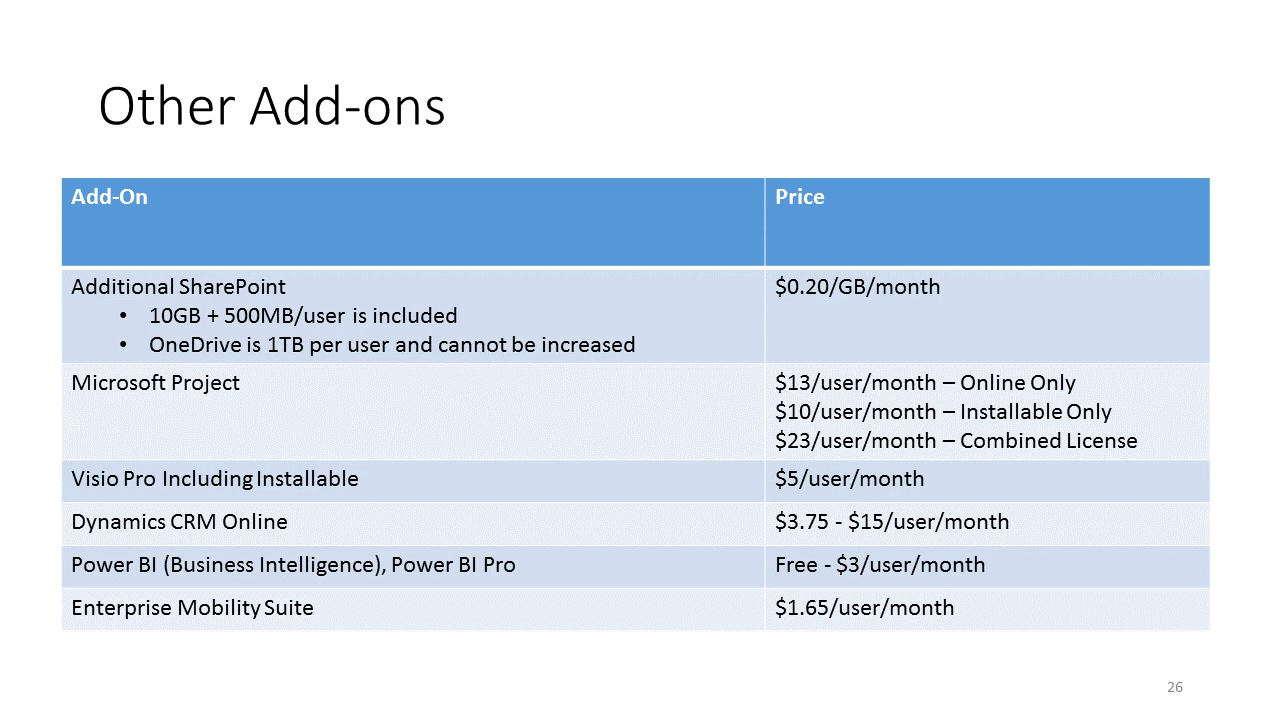 Other Add-ons
Add-On
Price
Additional SharePoint
• 10GB + 500MB/user is included
• OneDrive is 1TB per user and cannot be increased
$0.20/GB/month
Microsoft Project
$13/user/month – Online Only
$10/user/month – Installable Only
$23/user/month – Combined License
Visio Pro Including Installable
$5/user/month
Dynamics CRM Online
$3.75 - $15/user/month
Power BI (Business Intelligence), Power BI Pro
Free - $3/user/month
Enterprise Mobility Suite
$1.65/user/month
26